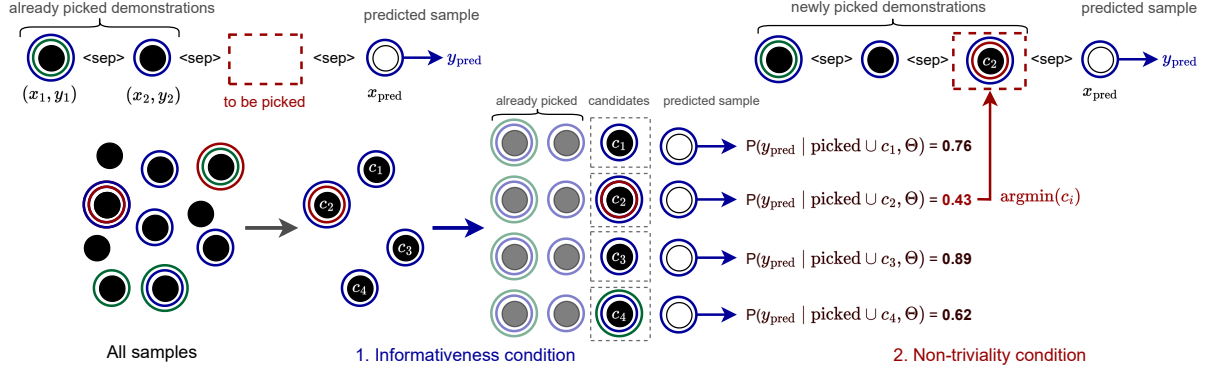 already picked demonstrations
predicted sample
<sep> <sep> <sep> y_pred
(x_1, y_1) (x_2, y_2) to be picked x_pred
newly picked demonstrations
predicted sample
<sep> <sep> c_2 <sep> y_pred
x_pred
already picked candidates predicted sample
c_1 c_1 P(y_pred | picked ∪ c_1, Θ) = 0.76
c_2 c_2 P(y_pred | picked ∪ c_2, Θ) = 0.43 argmin(c_i)
c_3 c_3 P(y_pred | picked ∪ c_3, Θ) = 0.89
c_4 c_4 P(y_pred | picked ∪ c_4, Θ) = 0.62
All samples
1. Informativeness condition
2. Non-triviality condition